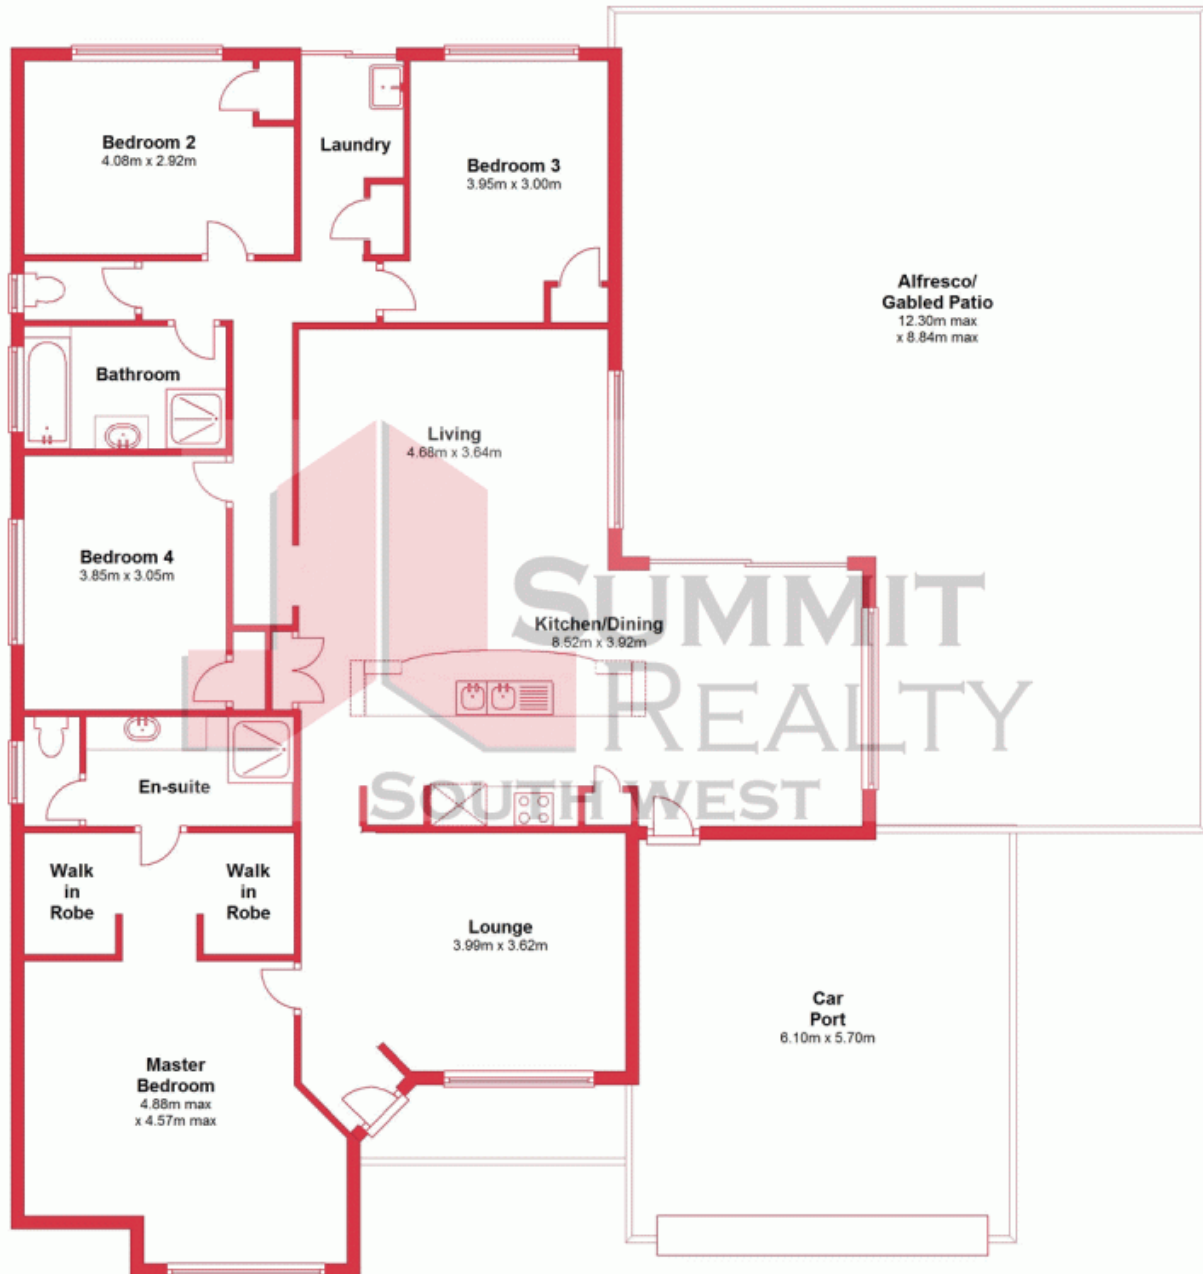 Bedroom 2
4.08m x 2.92m
Laundry
Bedroom 3
3.95m x 3.00m
Alfresco/
Gabled Patio
12.30m max
x 8.84m max
Bathroom
Living
4.68m x 3.64m
Bedroom 4
3.85m x 3.05m
Kitchen/Dining
8.52m x 3.92m
SUMMIT
REALTY
SOUTH WEST
En-suite
Walk
in
Robe
Walk
in
Robe
Lounge
3.99m x 3.62m
Car
Port
6.10m x 5.70m
Master
Bedroom
4.88m max
x 4.57m max